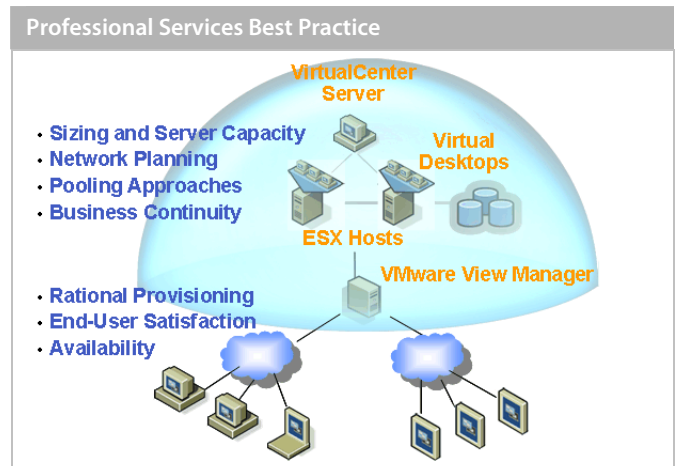 Professional Services Best Practice
VirtualCenter
Server
• Sizing and Server Capacity
• Network Planning
• Pooling Approaches
• Business Continuity
Virtual
Desktops
ESX Hosts
VMware View Manager
• Rational Provisioning
• End-User Satisfaction
• Availability